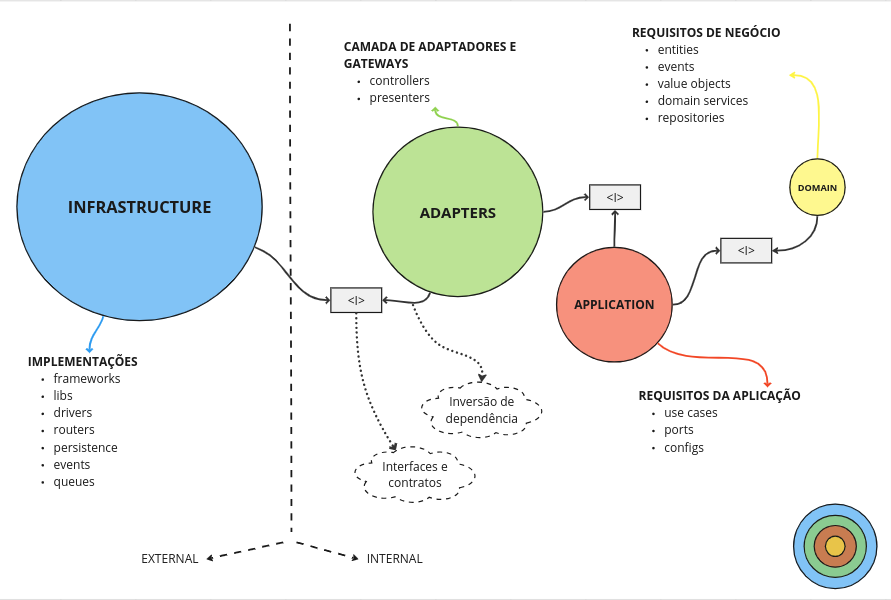 CAMADA DE ADAPTADORES E
GATEWAYS
• controllers
• presenters
REQUISITOS DE NEGÓCIO
• entities
• events
• value objects
• domain services
• repositories
INFRASTRUCTURE
ADAPTERS
<I>
DOMAIN
<I>
<I>
APPLICATION
IMPLEMENTAÇÕES
• frameworks
• libs
• drivers
• routers
• persistence
• events
• queues
Inversão de
dependência
Interfaces e
contratos
REQUISITOS DA APLICAÇÃO
• use cases
• ports
• configs
EXTERNAL
INTERNAL